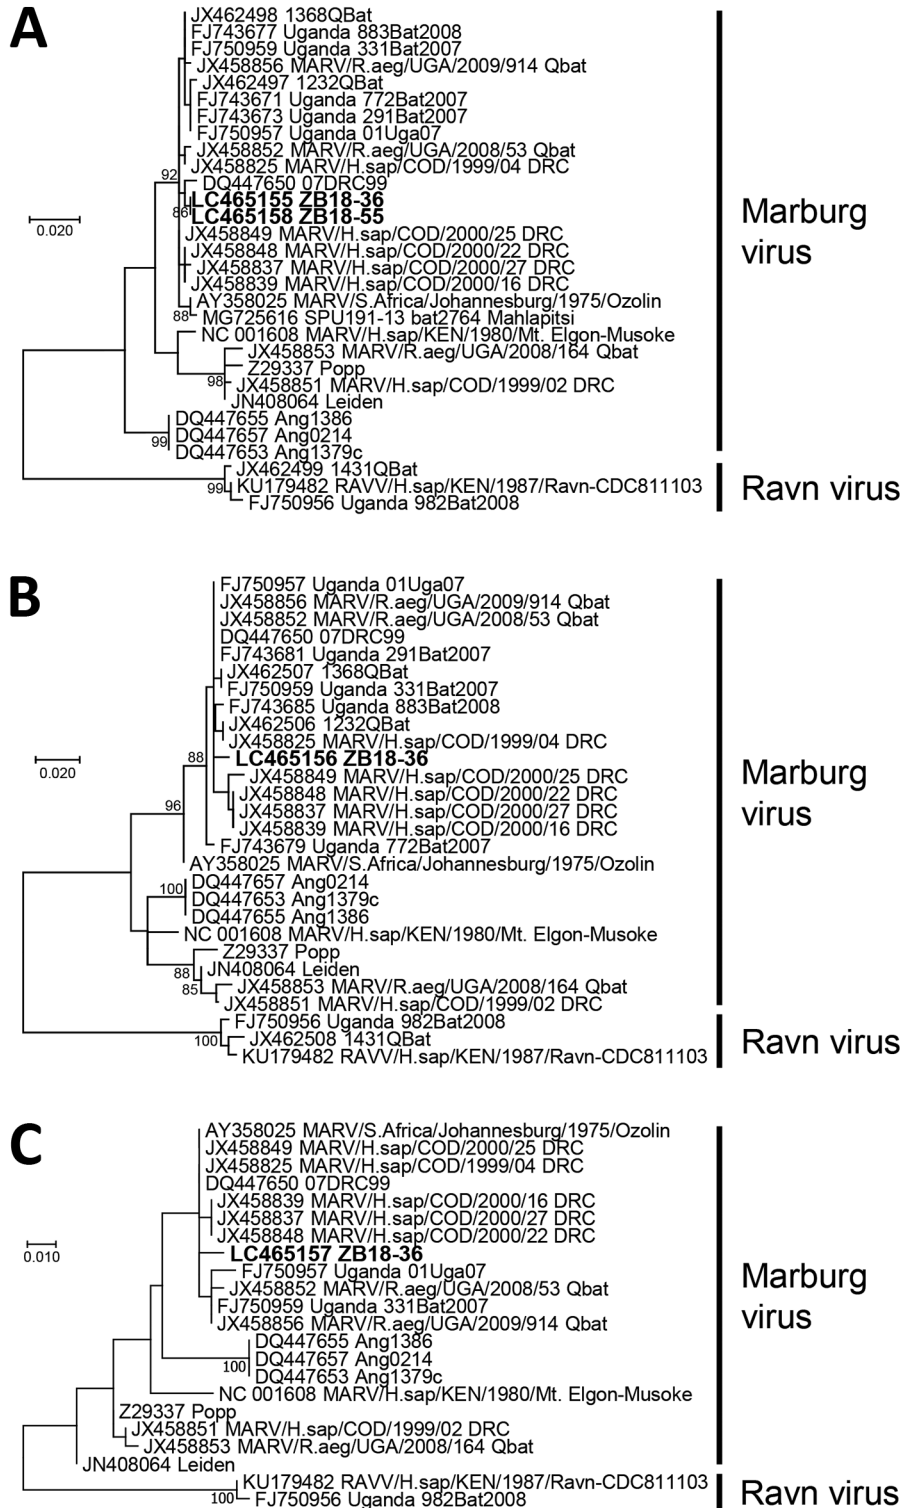 A
JX462498 1368QBat
FJ743677 Uganda 883Bat2008
FJ750959 Uganda 331Bat2007
JX458856 MARV/R.aeg/UGA/2009/914 Qbat
JX462497 1232QBat
FJ743671 Uganda 772Bat2007
FJ743673 Uganda 291Bat2007
FJ750957 Uganda 01Uga07
JX458852 MARV/R.aeg/UGA/2008/53 Qbat
JX458825 MARV/H.sap/COD/1999/04 DRC
92
DQ447650 07DRC99
LC465155 ZB18-36
86
LC465158 ZB18-55
0.020
JX458849 MARV/H.sap/COD/2000/25 DRC
JX458848 MARV/H.sap/COD/2000/22 DRC
JX458837 MARV/H.sap/COD/2000/27 DRC
JX458839 MARV/H.sap/COD/2000/16 DRC
AY358025 MARV/S.Africa/Johannesburg/1975/Ozolin
88
MG725616 SPU191-13 bat2764 Mahlapitsi
NC 001608 MARV/H.sap/KEN/1980/Mt. Elgon-Musoke
JX458853 MARV/R.aeg/UGA/2008/164 Qbat
Z29337 Popp
98
JX458851 MARV/H.sap/COD/1999/02 DRC
JN408064 Leiden
DQ447655 Ang1386
DQ447657 Ang0214
99
DQ447653 Ang1379c
Marburg
virus
JX462499 1431QBat
99
KU179482 RAVV/H.sap/KEN/1987/Ravn-CDC811103
FJ750956 Uganda 982Bat2008
Ravn virus
B
FJ750957 Uganda 01Uga07
JX458856 MARV/R.aeg/UGA/2009/914 Qbat
JX458852 MARV/R.aeg/UGA/2008/53 Qbat
DQ447650 07DRC99
FJ743681 Uganda 291Bat2007
JX462507 1368QBat
FJ750959 Uganda 331Bat2007
FJ743685 Uganda 883Bat2008
JX462506 1232QBat
JX458825 MARV/H.sap/COD/1999/04 DRC
88
LC465156 ZB18-36
0.020
JX458849 MARV/H.sap/COD/2000/25 DRC
JX458848 MARV/H.sap/COD/2000/22 DRC
96
JX458837 MARV/H.sap/COD/2000/27 DRC
JX458839 MARV/H.sap/COD/2000/16 DRC
FJ743679 Uganda 772Bat2007
AY358025 MARV/S.Africa/Johannesburg/1975/Ozolin
DQ447657 Ang0214
100
DQ447653 Ang1379c
DQ447655 Ang1386
NC 001608 MARV/H.sap/KEN/1980/Mt. Elgon-Musoke
Z29337 Popp
88
JN408064 Leiden
85
JX458853 MARV/R.aeg/UGA/2008/164 Qbat
JX458851 MARV/H.sap/COD/1999/02 DRC
Marburg
virus
FJ750956 Uganda 982Bat2008
100
JX462508 1431QBat
KU179482 RAVV/H.sap/KEN/1987/Ravn-CDC811103
Ravn virus
C
AY358025 MARV/S.Africa/Johannesburg/1975/Ozolin
JX458849 MARV/H.sap/COD/2000/25 DRC
JX458825 MARV/H.sap/COD/1999/04 DRC
DQ447650 07DRC99
JX458839 MARV/H.sap/COD/2000/16 DRC
JX458837 MARV/H.sap/COD/2000/27 DRC
JX458848 MARV/H.sap/COD/2000/22 DRC
0.010
LC465157 ZB18-36
FJ750957 Uganda 01Uga07
JX458852 MARV/R.aeg/UGA/2008/53 Qbat
FJ750959 Uganda 331Bat2007
JX458856 MARV/R.aeg/UGA/2009/914 Qbat
DQ447655 Ang1386
DQ447657 Ang0214
100
DQ447653 Ang1379c
NC 001608 MARV/H.sap/KEN/1980/Mt. Elgon-Musoke
Z29337 Popp
JX458851 MARV/H.sap/COD/1999/02 DRC
JX458853 MARV/R.aeg/UGA/2008/164 Qbat
JN408064 Leiden
Marburg
virus
KU179482 RAVV/H.sap/KEN/1987/Ravn-CDC811103
100
FJ750956 Uganda 982Bat2008
Ravn virus